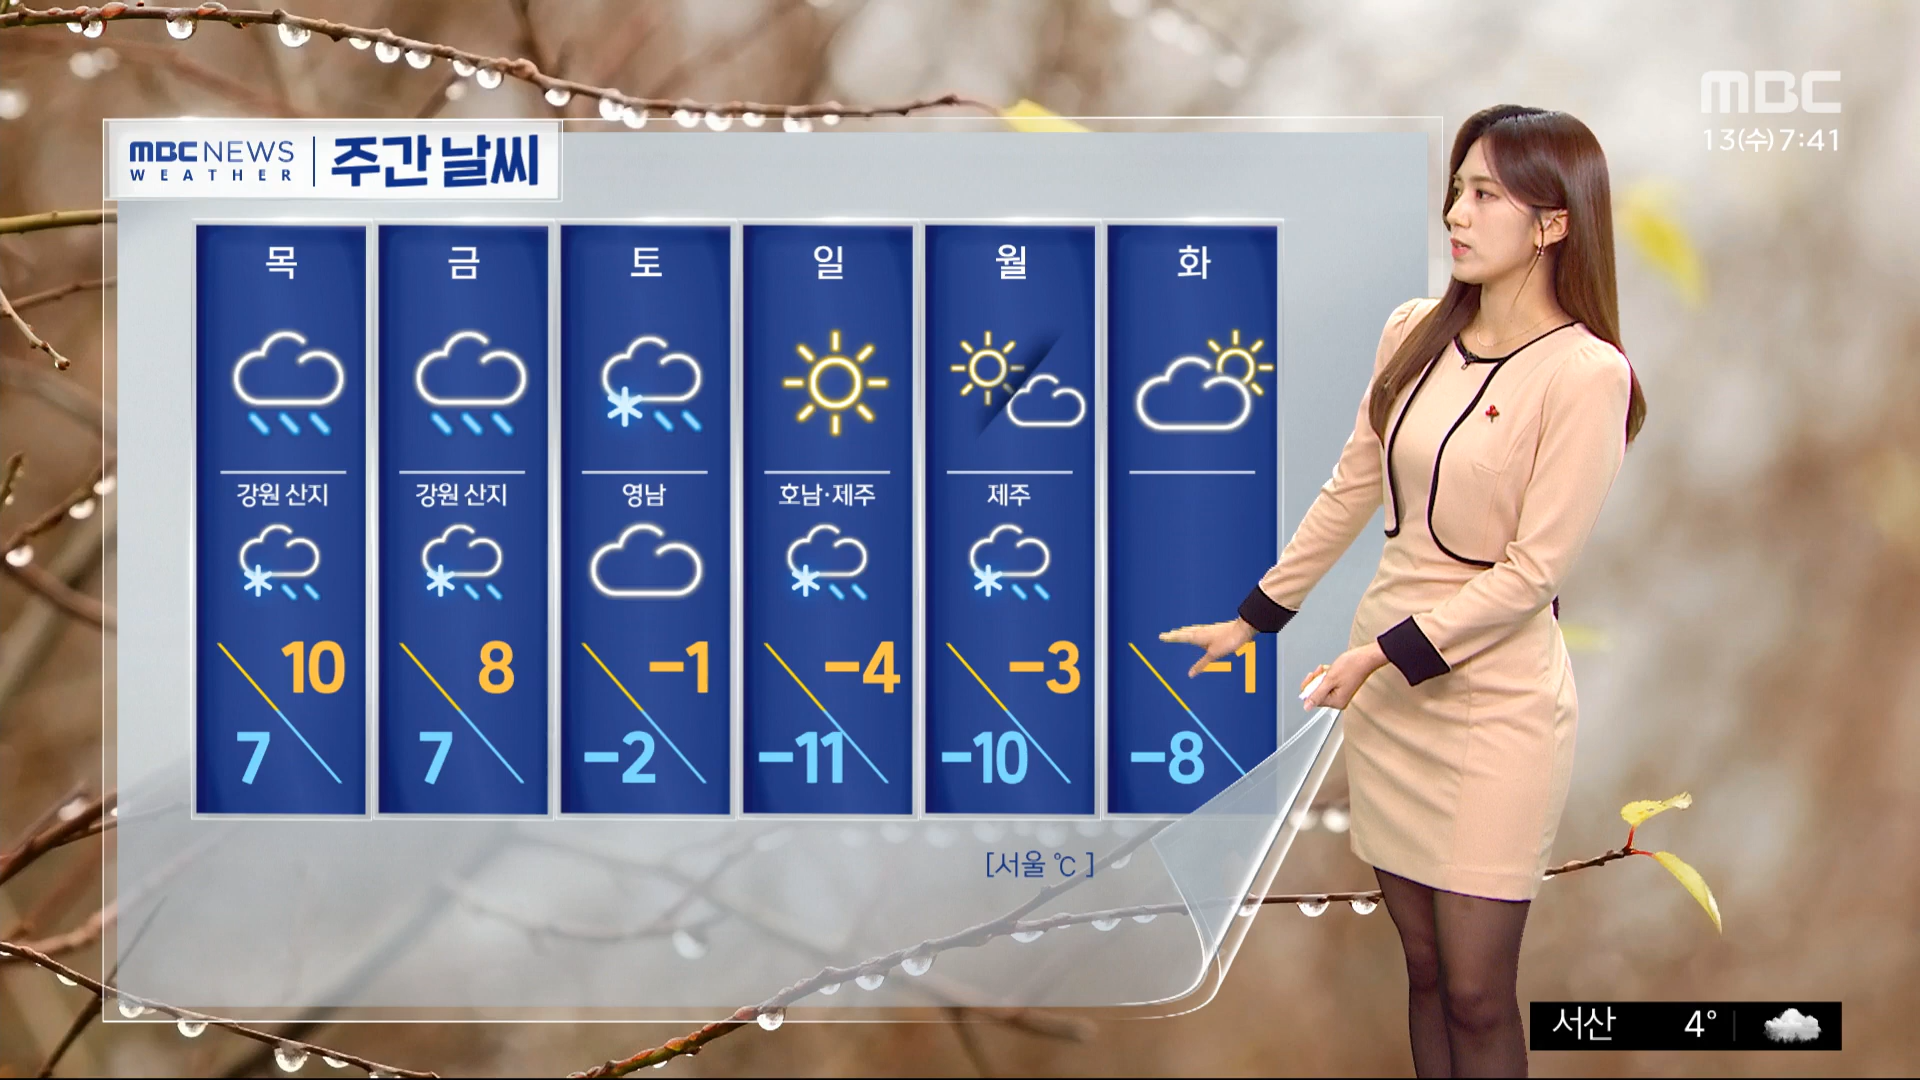 MBC
13(수)7:41
MBC NEWS
WEATHER
주간 날씨
목 금 토 일 월 화
강원 산지 강원 산지 영남 호남·제주 제주
10 8 -1 -4 -3 -1
7 7 -2 -11 -10 -8
[서울 ℃]
서산 4°